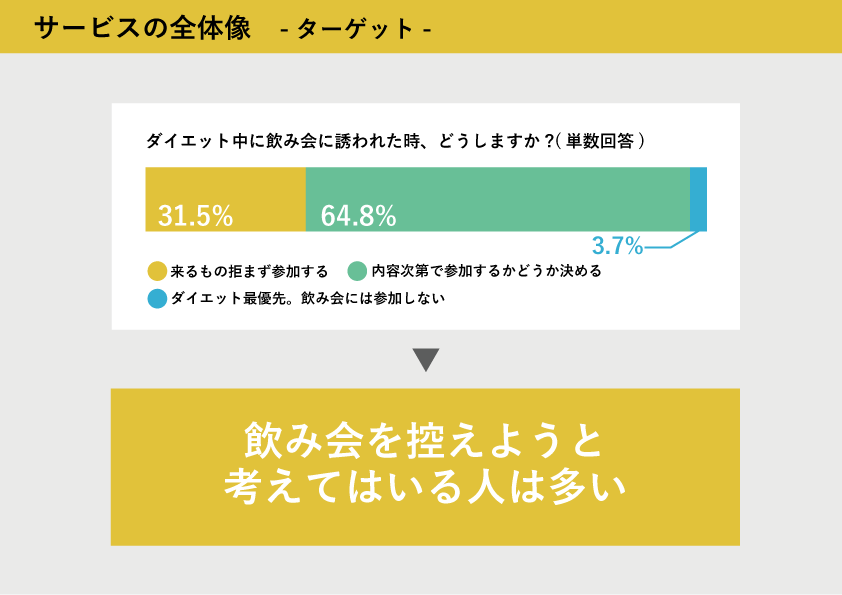 サービスの全体像 - ターゲット -
ダイエット中に飲み会に誘われた時、どうしますか?( 単数回答 )
31.5% 64.8%
3.7%
来るもの拒まず参加する 内容次第で参加するかどうか決める
ダイエット最優先。飲み会には参加しない
飲み会を控えようと
考えてはいる人は多い